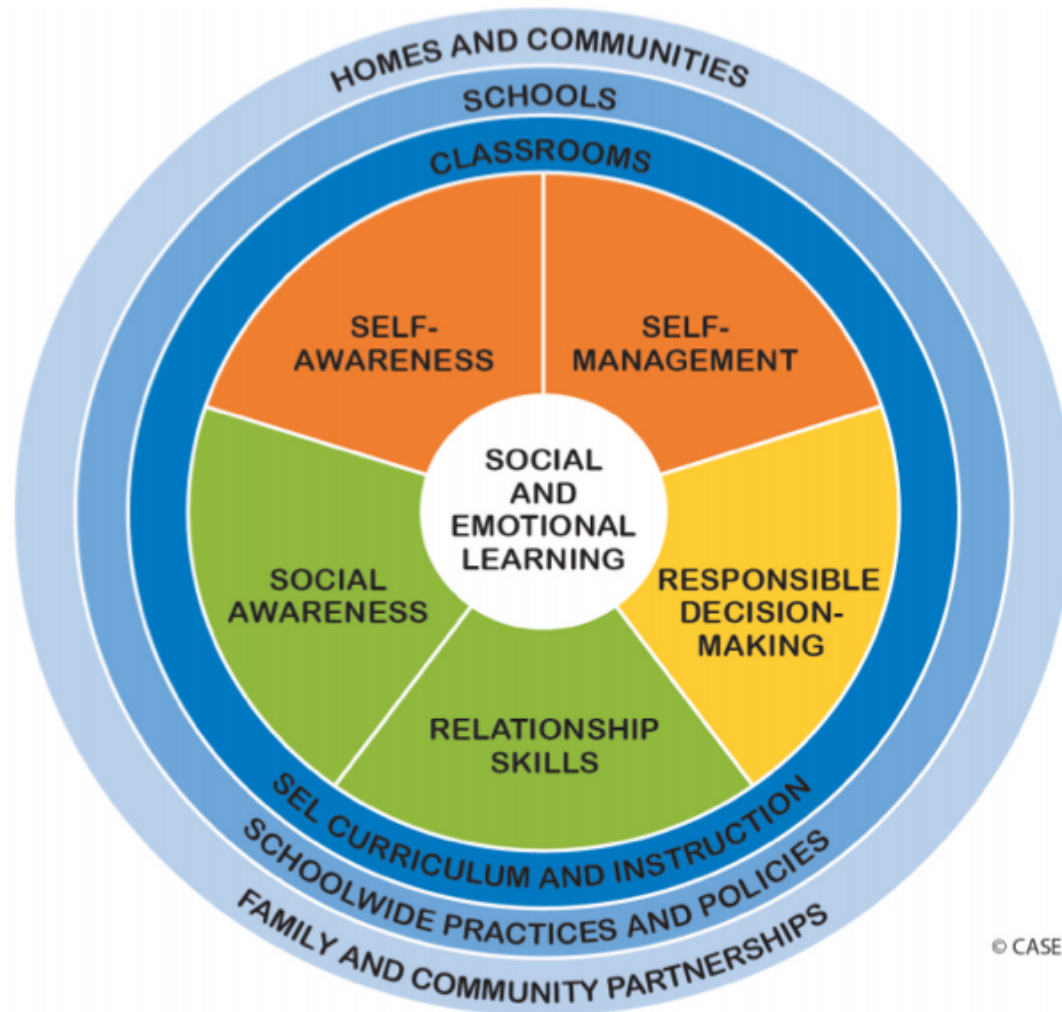 HOMES AND COMMUNITIES
SCHOOLS
CLASSROOMS
SELF-
AWARENESS
SELF-
MANAGEMENT
SOCIAL
AND
EMOTIONAL
LEARNING
SOCIAL
AWARENESS
RESPONSIBLE
DECISION-
MAKING
RELATIONSHIP
SKILLS
SEL CURRICULUM AND INSTRUCTION
SCHOOLWIDE PRACTICES AND POLICIES
FAMILY AND COMMUNITY PARTNERSHIPS
© CASE